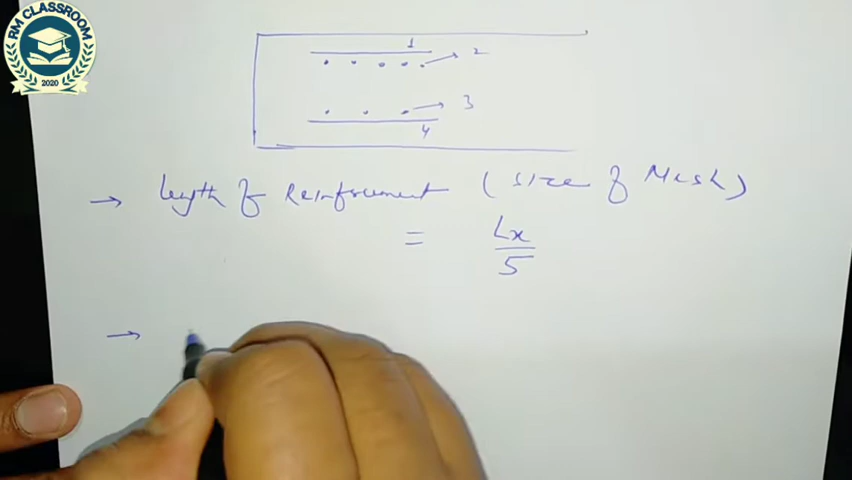 RM CLASSROOM
2020
1
2
3
4
→ Length of Reinforcement (Size of Mesh)
= Lx
5
→